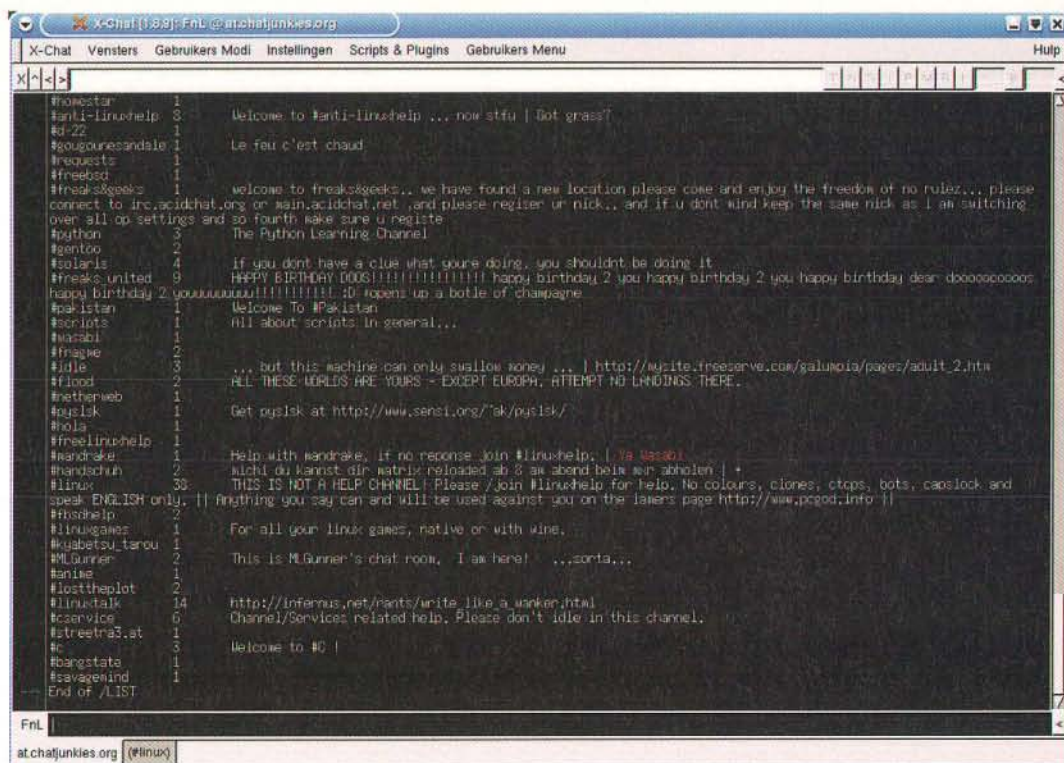 X-Chat [1.8.9]: FnL @ at.chatjunkies.org
X-Chat Vensters Gebruikers Modi Instellingen Scripts & Plugins Gebruikers Menu Hulp
X ^ < >
#homestar 1
#anti-linuxhelp 8 Welcome to #anti-linuxhelp ... now stfu | Got grass?
#d-22 1
#gougounesandale 1 Le feu c'est chaud
#requests 1
#freebsd 1
#freaks&geeks 1 welcome to freaks&geeks.. we have found a new location please come and enjoy the freedom of no rulez... please
connect to irc.acidchat.org or main.acidchat.net ,and please regiser ur nick.. and if u dont mind keep the same nick as i am switching
over all op settings and so fourth make sure u registe
#python 3 The Python Learning Channel
#gentoo 2
#solaris 4 if you dont have a clue what youre doing, you shouldnt be doing it
#freaks_united 9 HAPPY BIRTHDAY DOOS!!!!!!!!!!!!!!!! happy birthday 2 you happy birthday 2 you happy birthday dear doooooooooos
happy birthday 2 youuuuuuuuu!!!!!!!!!!! :D *opens up a botle of champagne
#pakistan 1 Welcome To #Pakistan
#scripts 1 All about scripts in general...
#wasabi 1
#fragme 2
#idle 3 ... but this machine can only swallow money ... | http://mysite.freeserve.com/galumpia/pages/adult_2.htm
#flood 2 ALL THESE WORLDS ARE YOURS - EXCEPT EUROPA. ATTEMPT NO LANDINGS THERE.
#netherweb 1
#pyslsk 1 Get pyslsk at http://www.sensi.org/~ak/pyslsk/
#hola 1
#freelinuxhelp 1
#mandrake 1 Help with mandrake, if no reponse join #linuxhelp; | Ya Wasabi
#handschuh 2 michi du kannst dir matrix reloaded ab 8 am abend beim mxr abholen | +
#linux 38 THIS IS NOT A HELP CHANNEL! Please /join #linuxhelp for help. No colours, clones, ctcps, bots, capslock and
speak ENGLISH only. || Anything you say can and will be used against you on the lamers page http://www.pcgod.info ||
#fbsdhelp 2
#linuxgames 1 For all your linux games, native or with wine.
#kyabetsu_tarou 1
#MLGunner 2 This is MLGunner's chat room, I am here! ...sorta...
#anime 1
#losttheplot 2
#linuxtalk 14 http://infernus.net/rants/write_like_a_wanker.html
#cservice 6 Channel/Services related help. Please don't idle in this channel.
#streetra3.at 1
#c 3 Welcome to #C |
#bangstate 1
#savagemind 1
--- End of /LIST
FnL
at.chatjunkies.org (#linux)